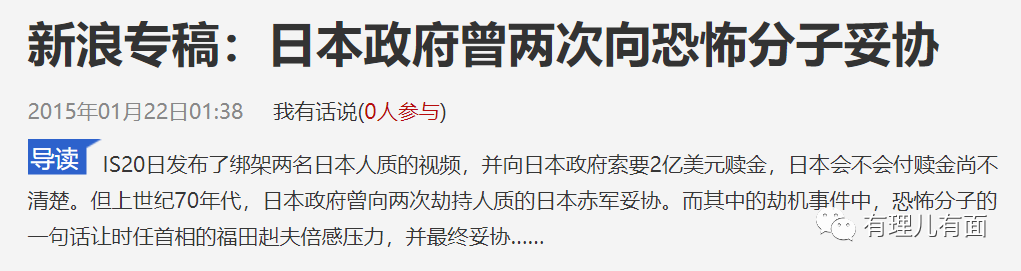 新浪专稿：日本政府曾两次向恐怖分子妥协
2015年01月22日01:38 我有话说(0人参与)
导读 IS20日发布了绑架两名日本人质的视频，并向日本政府索要2亿美元赎金，日本会不会付赎金尚不
清楚。但上世纪70年代，日本政府曾向两次劫持人质的日本赤军妥协。而其中的劫机事件中，恐怖分子的
一句话让时任首相的福田赳夫倍感压力，并最终妥协......
有理儿有面